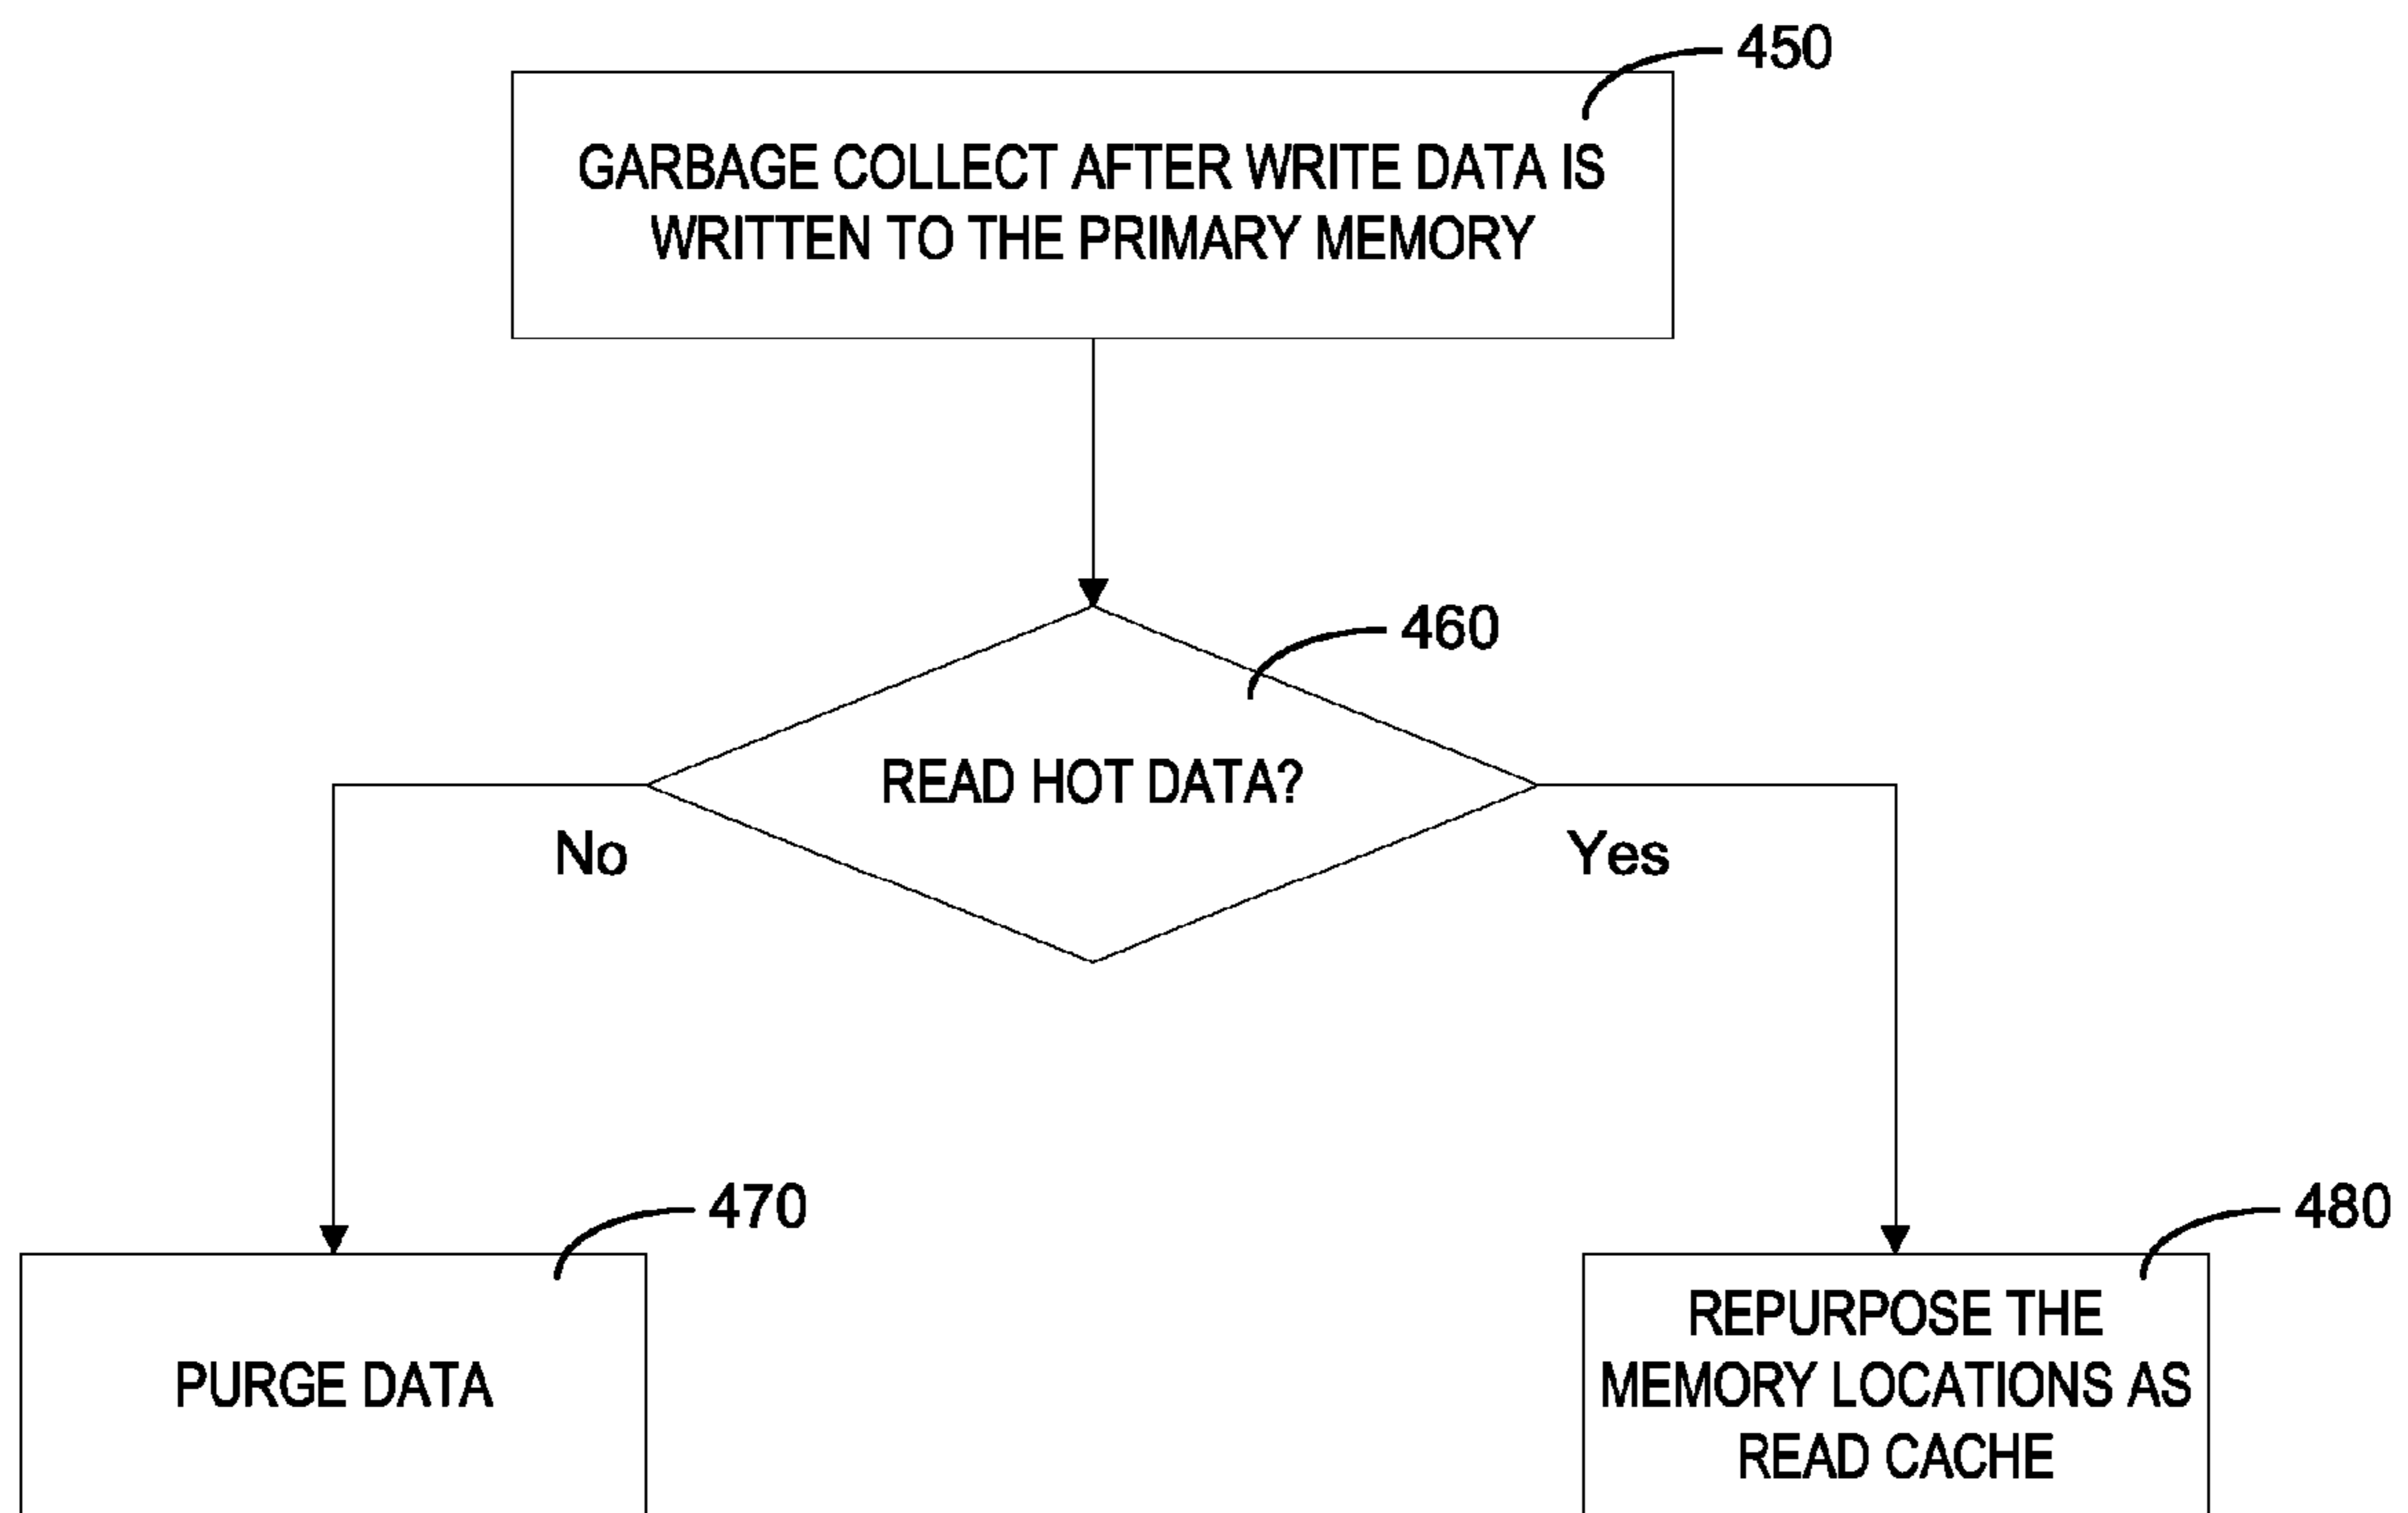 450
GARBAGE COLLECT AFTER WRITE DATA IS
WRITTEN TO THE PRIMARY MEMORY
460
READ HOT DATA?
No
Yes
470
480
PURGE DATA
REPURPOSE THE
MEMORY LOCATIONS AS
READ CACHE